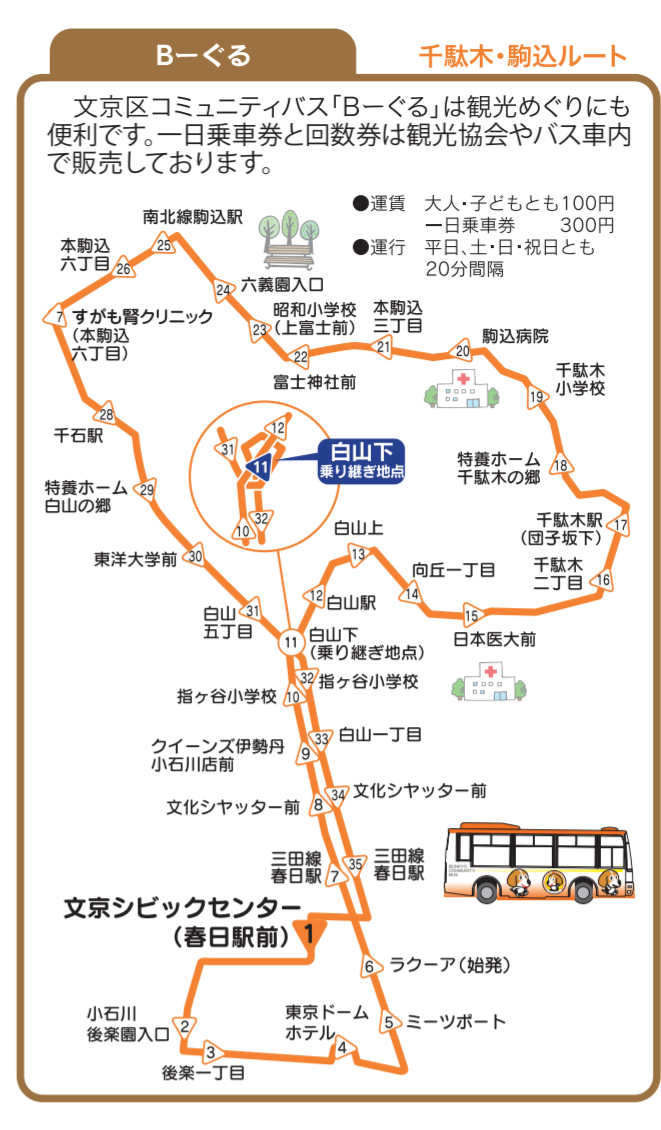 Bーぐる
千駄木・駒込ルート
文京区コミュニティバス「Bーぐる」は観光めぐりにも
便利です。一日乗車券と回数券は観光協会やバス車内
で販売しております。
●運賃　大人・子どもとも100円
一日乗車券　300円
●運行　平日、土・日・祝日とも
20分間隔
南北線駒込駅
25
本駒込
六丁目
26
24
六義園入口
7
すがも腎クリニック
(本駒込
六丁目)
23
昭和小学校
(上富士前)
22
富士神社前
本駒込
三丁目
21
20
駒込病院
19
千駄木
小学校
28
千石駅
12
31
11
白山下
乗り継ぎ地点
10
32
特養ホーム
千駄木の郷
18
特養ホーム
白山の郷
29
千駄木駅
(団子坂下)
17
東洋大学前
30
白山上
13
向丘一丁目
14
千駄木
二丁目
16
12
白山駅
15
日本医大前
白山
五丁目
31
11
白山下
(乗り継ぎ地点)
指ヶ谷小学校
10
32
指ヶ谷小学校
クイーンズ伊勢丹
小石川店前
9
33
白山一丁目
文化シヤッター前
8
34
文化シヤッター前
三田線
春日駅
7
35
三田線
春日駅
BUNKYO
COMMUNITY
BUS
文京シビックセンター
(春日駅前)
1
6
ラクーア(始発)
小石川
後楽園入口
2
3
後楽一丁目
東京ドーム
ホテル
4
5
ミーツポート